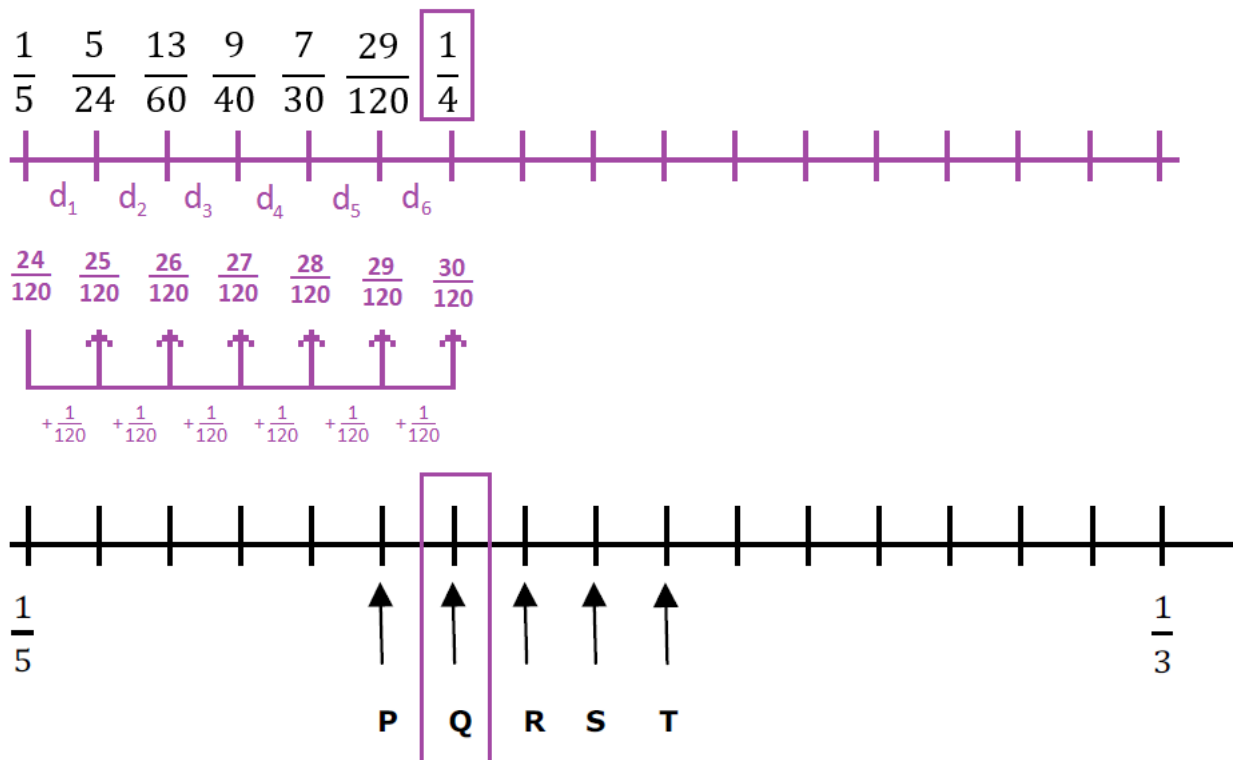 1/5 5/24 13/60 9/40 7/30 29/120 1/4
d₁ d₂ d₃ d₄ d₅ d₆
24/120 25/120 26/120 27/120 28/120 29/120 30/120
+1/120 +1/120 +1/120 +1/120 +1/120 +1/120
1/5 1/3
P Q R S T